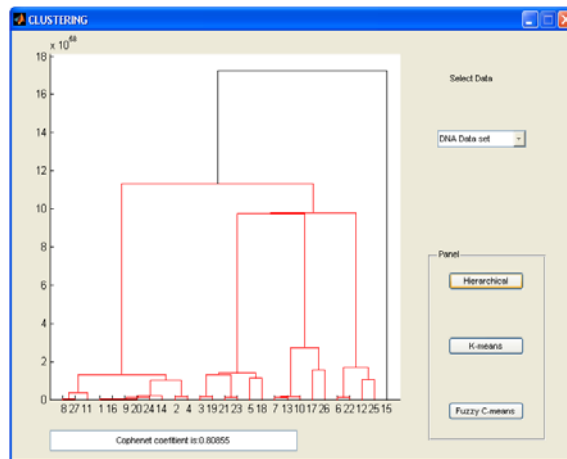 CLUSTERING
x 10^68
18
16
14
12
10
8
6
4
2
0
8 27 11 1 16 9 20 24 14 2 4 3 19 21 23 5 18 7 13 10 17 26 6 22 12 25 15
Cophenet coefitient is:0.80855
Select Data
DNA Data set
Panel
Hierarchical
K-means
Fuzzy C-means